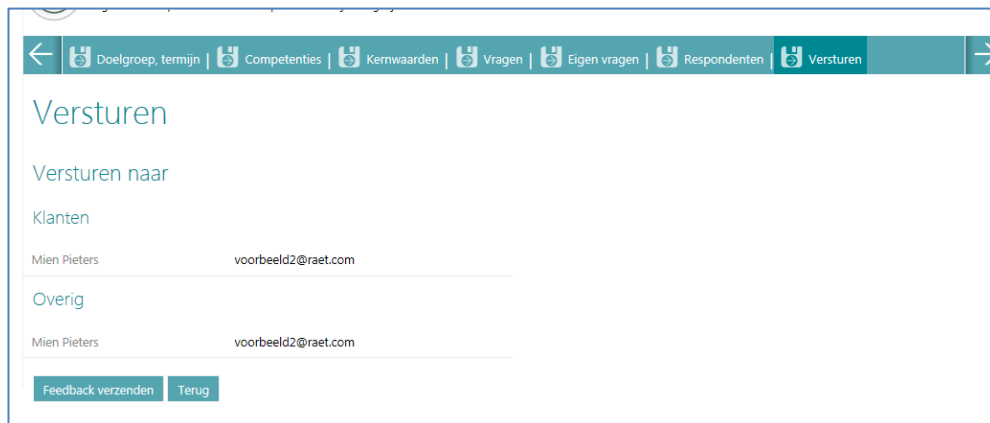 Doelgroep, termijn | Competenties | Kernwaarden | Vragen | Eigen vragen | Respondenten | Versturen
Versturen
Versturen naar
Klanten
Mien Pieters voorbeeld2@raet.com
Overig
Mien Pieters voorbeeld2@raet.com
Feedback verzenden Terug